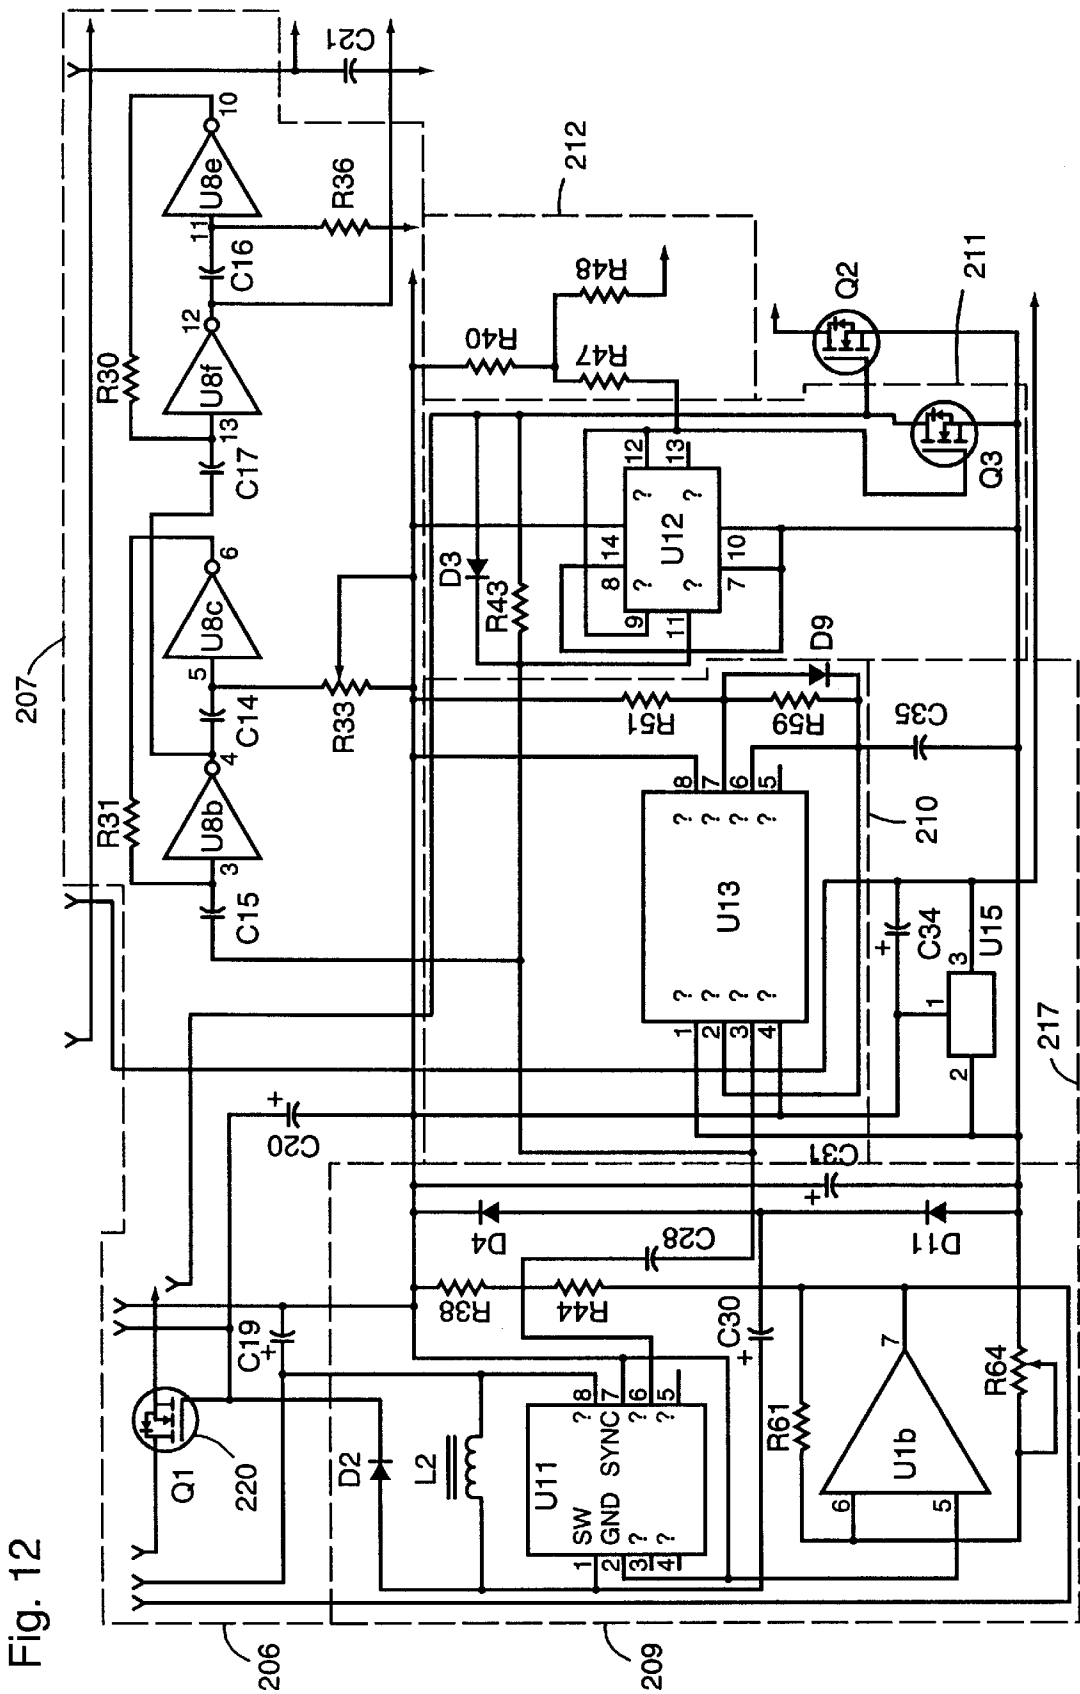 Fig. 12
207
C21
10
U8e
11
R36
C16
12
U8f
R30
13
C17
6
U8c
5
C14
R33
4
U8b
R31
3
C15
212
R48
R40
R47
Q2
211
Q3
12
13
? ?
U12
? ?
14
8
9
11
10
7
D3
R43
D9
R51
R59
C35
210
8
7
6
5
? ? ? ?
U13
? ? ? ?
1
2
3
4
+
C34
U15
3
1
2
217
+
C20
C31
+
D4
D11
C28
R38
R44
C30
+
C19
+
Q1
220
D2
L2
U11
SW
GND
SYNC
?
?
?
?
?
8
7
6
5
1
2
3
4
R61
R64
7
U1b
6
5
206
209